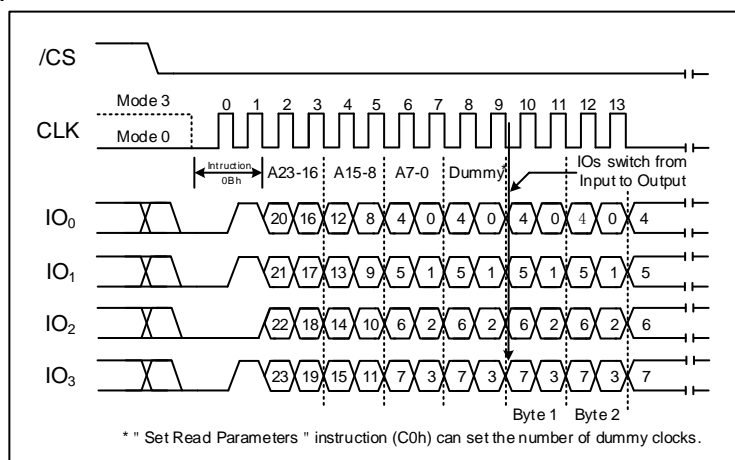 /CS
Mode 3
0 1 2 3 4 5 6 7 8 9 10 11 12 13
CLK
Mode 0
Intruction
0Bh
A23-16 A15-8 A7-0 Dummy*
IOs switch from
Input to Output
IO0 20 16 12 8 4 0 4 0 4 0 4 0 4
IO1 21 17 13 9 5 1 5 1 5 1 5 1 5
IO2 22 18 14 10 6 2 6 2 6 2 6 2 6
IO3 23 19 15 11 7 3 7 3 7 3 7 3 7
Byte 1 Byte 2
* " Set Read Parameters " instruction (C0h) can set the number of dummy clocks.